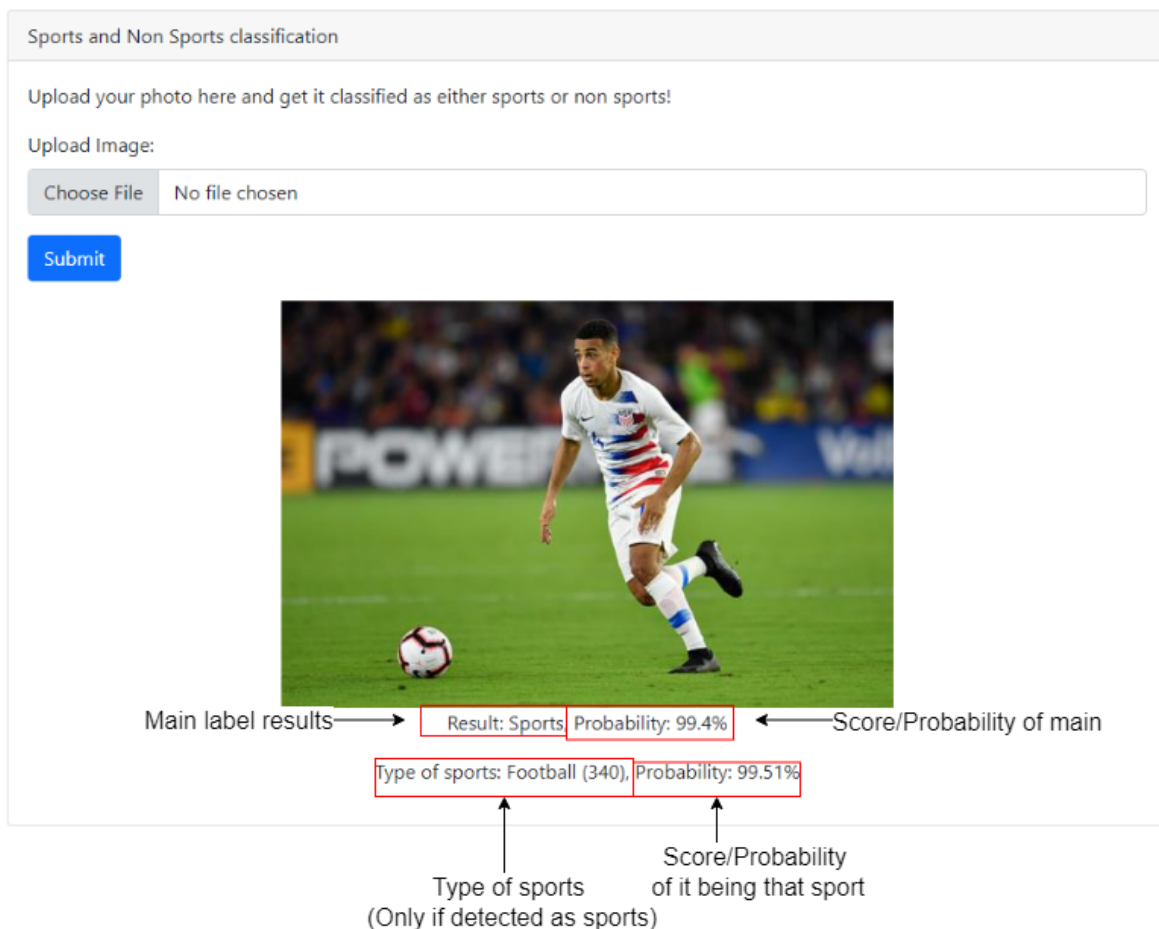 Sports and Non Sports classification
Upload your photo here and get it classified as either sports or non sports!
Upload Image:
Choose File No file chosen
Submit
POWER
Vol
Main label results
Result: Sports, Probability: 99.4%
Score/Probability of main
Type of sports: Football (340), Probability: 99.51%
Type of sports
(Only if detected as sports)
Score/Probability
of it being that sport